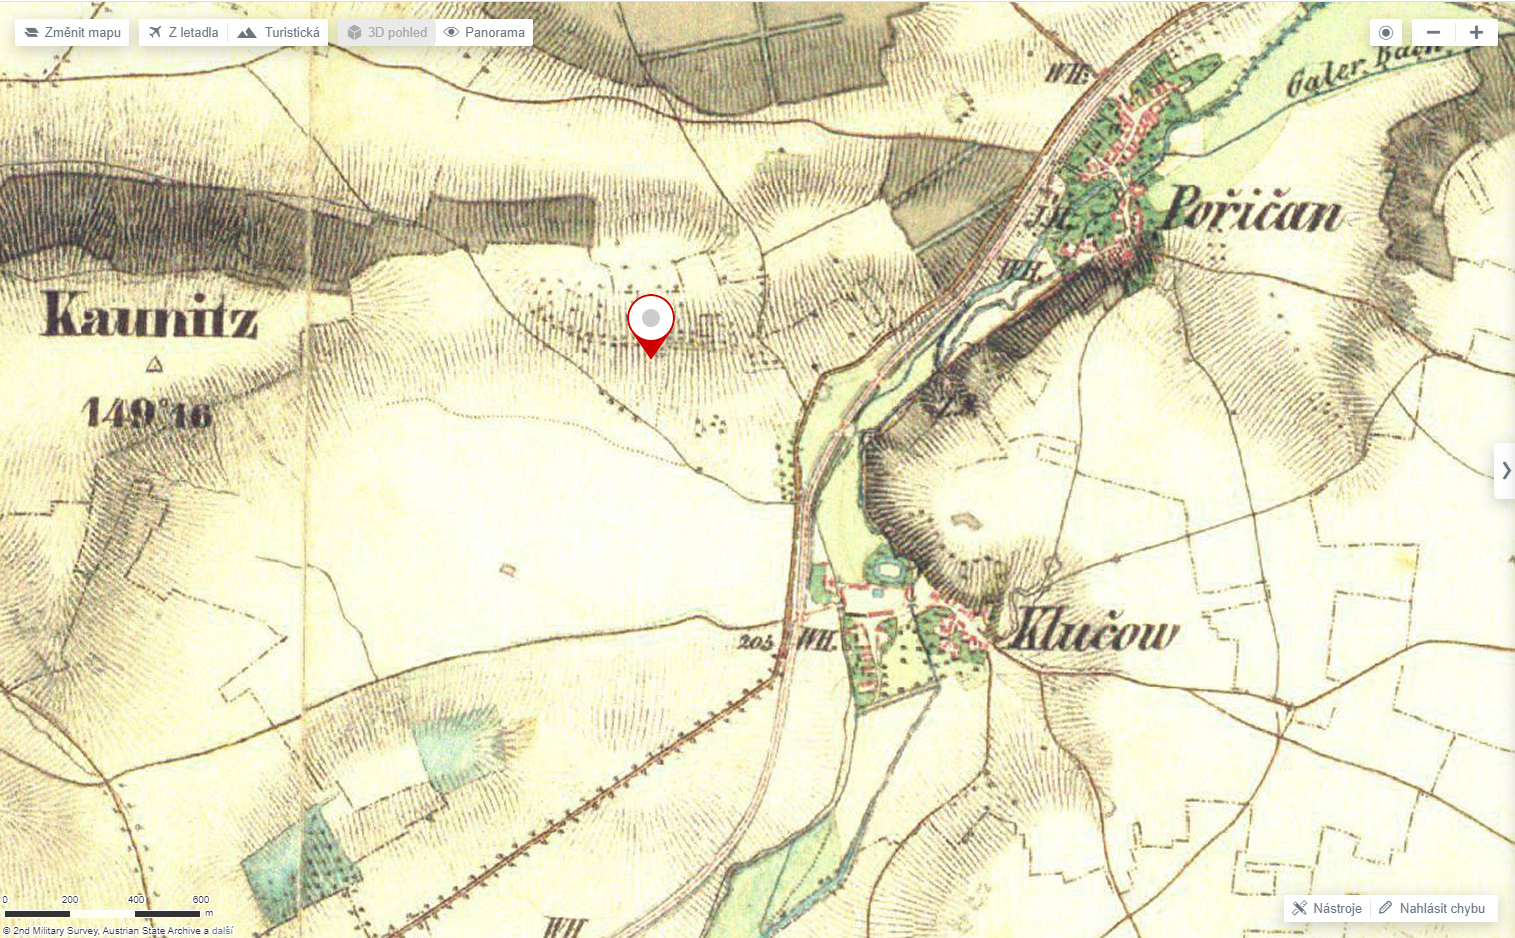 Změnit mapu
Z letadla
Turistická
3D pohled
Panorama
WH.
Galer. Bach.
Pořičan
J.H.
WH.
Kaunitz
149°16
Z.H.
Klučow
205 WH.
WH.
0 200 400 600
m
© 2nd Military Survey, Austrian State Archive a další
Nástroje
Nahlásit chybu